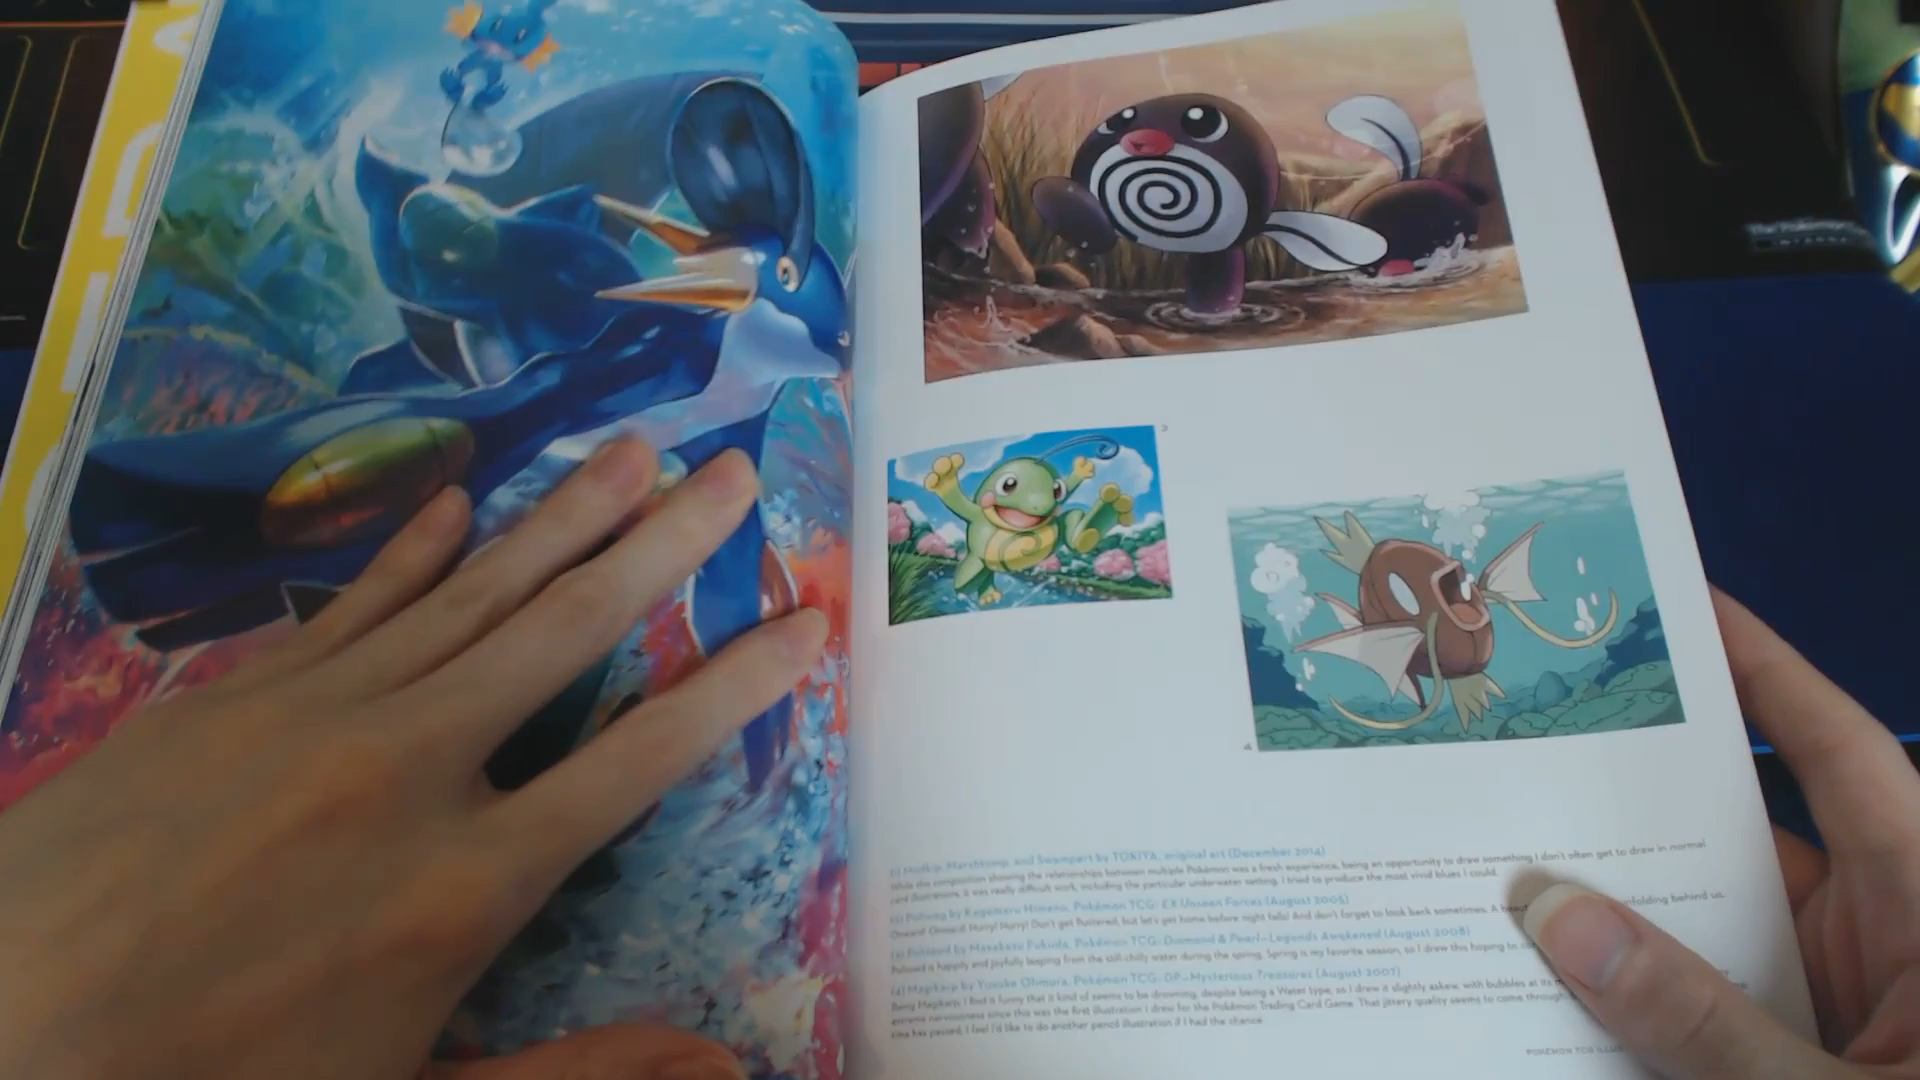 The Pokémon
3
4
(1) Mudkip, Marshtomp, and Swampert by TOKIYA, original art (December 2014)
While the composition showing the relationships between multiple Pokémon was a fresh experience, being an opportunity to draw something I don't often get to draw in normal
card illustrations, it was really difficult work, including the particular underwater setting. I tried to produce the most vivid blues I could.
(2) Poliwag by Kagemaru Himeno, Pokémon TCG: EX Unseen Forces (August 2005)
Onward! Onward! Hurry! Hurry! Don't get flustered, but let's get home before night falls! And don't forget to look back sometimes. A unfolding behind us.
(3) Politoed by Masakazu Fukuda, Pokémon TCG: Diamond & Pearl—Legends Awakened (August 2008)
Politoed is happily and joyfully leaping from the still-chilly water during the spring. Spring is my favorite season, so I drew this hoping to
(4) Magikarp by Yusuke Ohmura, Pokémon TCG: DP—Mysterious Treasures (August 2007)
Being Magikarp, I feel it funny that it kind of seems to be drowning, despite being a Water type, so I drew it slightly askew, with bubbles at its
extreme nervousness since this was the first illustration I drew for the Pokémon Trading Card Game. That jittery quality seems to come through
time has passed, I feel I'd like to do another pencil illustration if I had the chance.
POKÉMON TCG